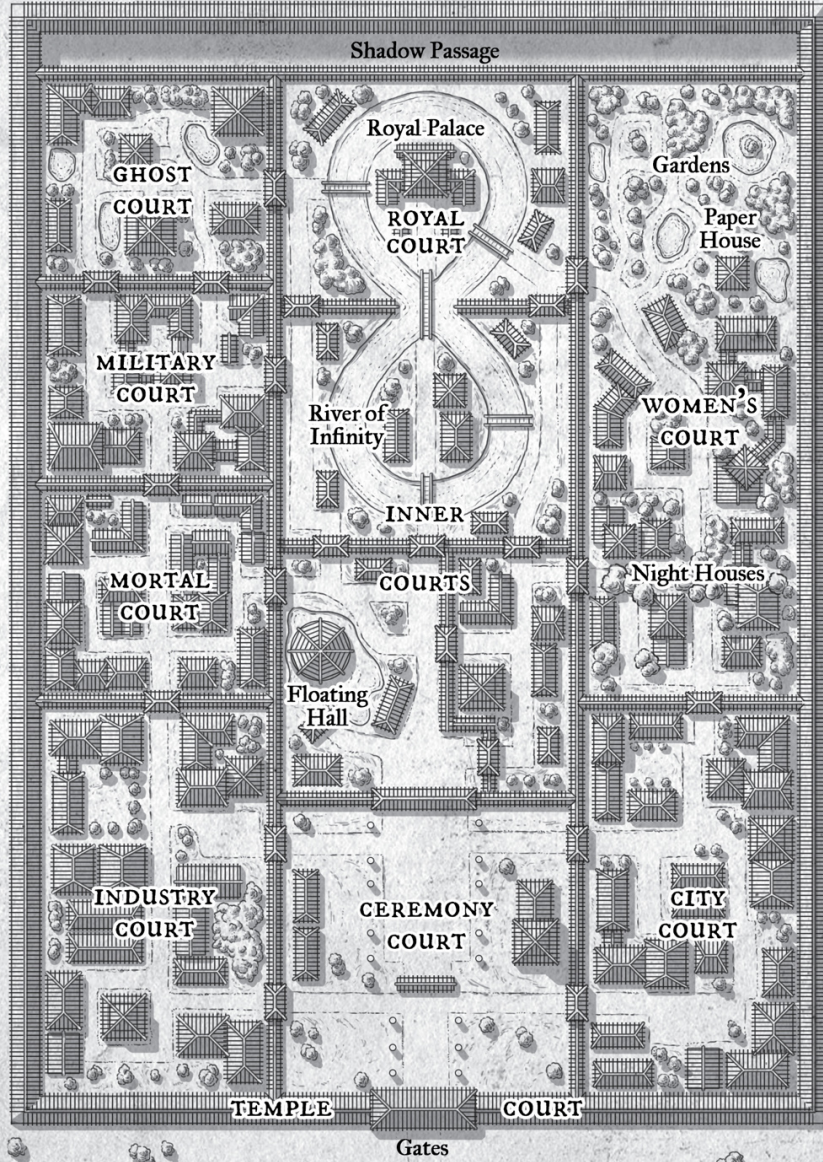 Shadow Passage
Royal Palace
GHOST
COURT
ROYAL
COURT
Gardens
Paper
House
MILITARY
COURT
River of
Infinity
WOMEN'S
COURT
INNER
COURTS
MORTAL
COURT
Night Houses
Floating
Hall
INDUSTRY
COURT
CEREMONY
COURT
CITY
COURT
TEMPLE COURT
Gates